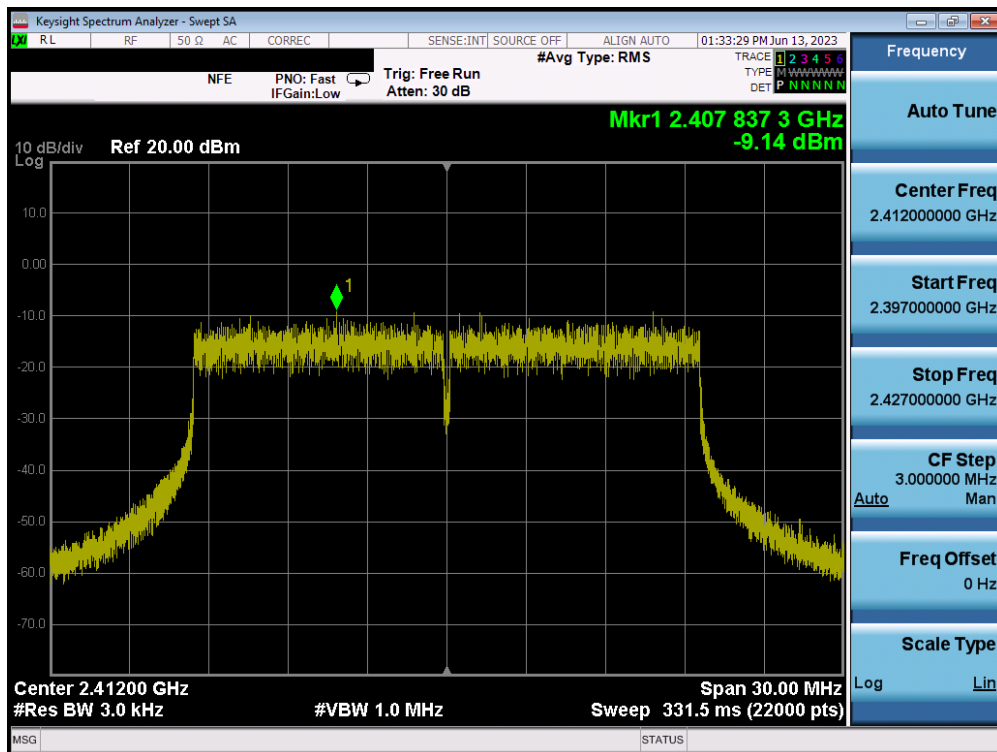 Keysight Spectrum Analyzer - Swept SA
LXI RL RF 50 Ω AC CORREC SENSE:INT SOURCE OFF ALIGN AUTO 01:33:29 PM Jun 13, 2023
Frequency
NFE PNO: Fast Trig: Free Run #Avg Type: RMS TRACE 1 2 3 4 5 6
IFGain:Low Atten: 30 dB TYPE M WWWWW
DET P N N N N N
Auto Tune
Mkr1 2.407 837 3 GHz
-9.14 dBm
10 dB/div Ref 20.00 dBm
Log
1
10.0
0.00
-10.0
-20.0
-30.0
-40.0
-50.0
-60.0
-70.0
Center Freq
2.412000000 GHz
Start Freq
2.397000000 GHz
Stop Freq
2.427000000 GHz
CF Step
3.000000 MHz
Auto Man
Freq Offset
0 Hz
Scale Type
Log Lin
Center 2.41200 GHz Span 30.00 MHz
#Res BW 3.0 kHz #VBW 1.0 MHz Sweep 331.5 ms (22000 pts)
MSG STATUS